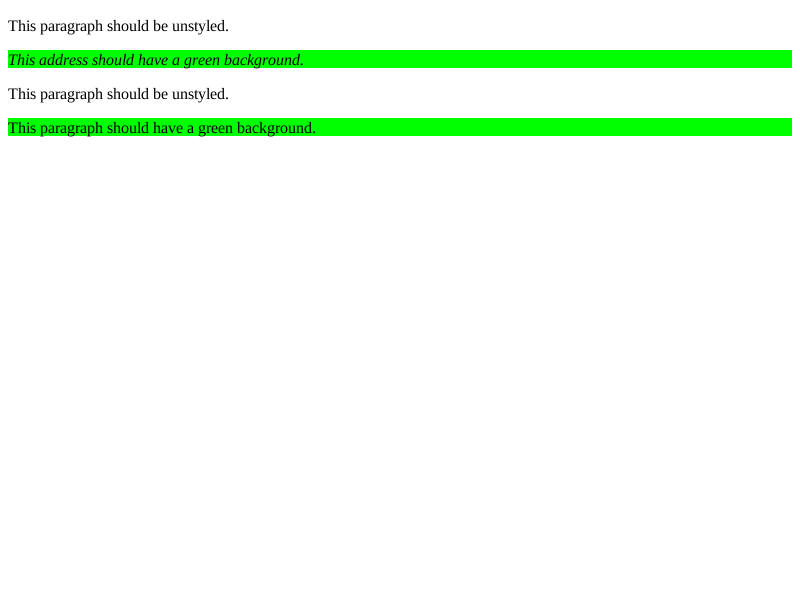 This paragraph should be unstyled.
This address should have a green background.
This paragraph should be unstyled.
This paragraph should have a green background.